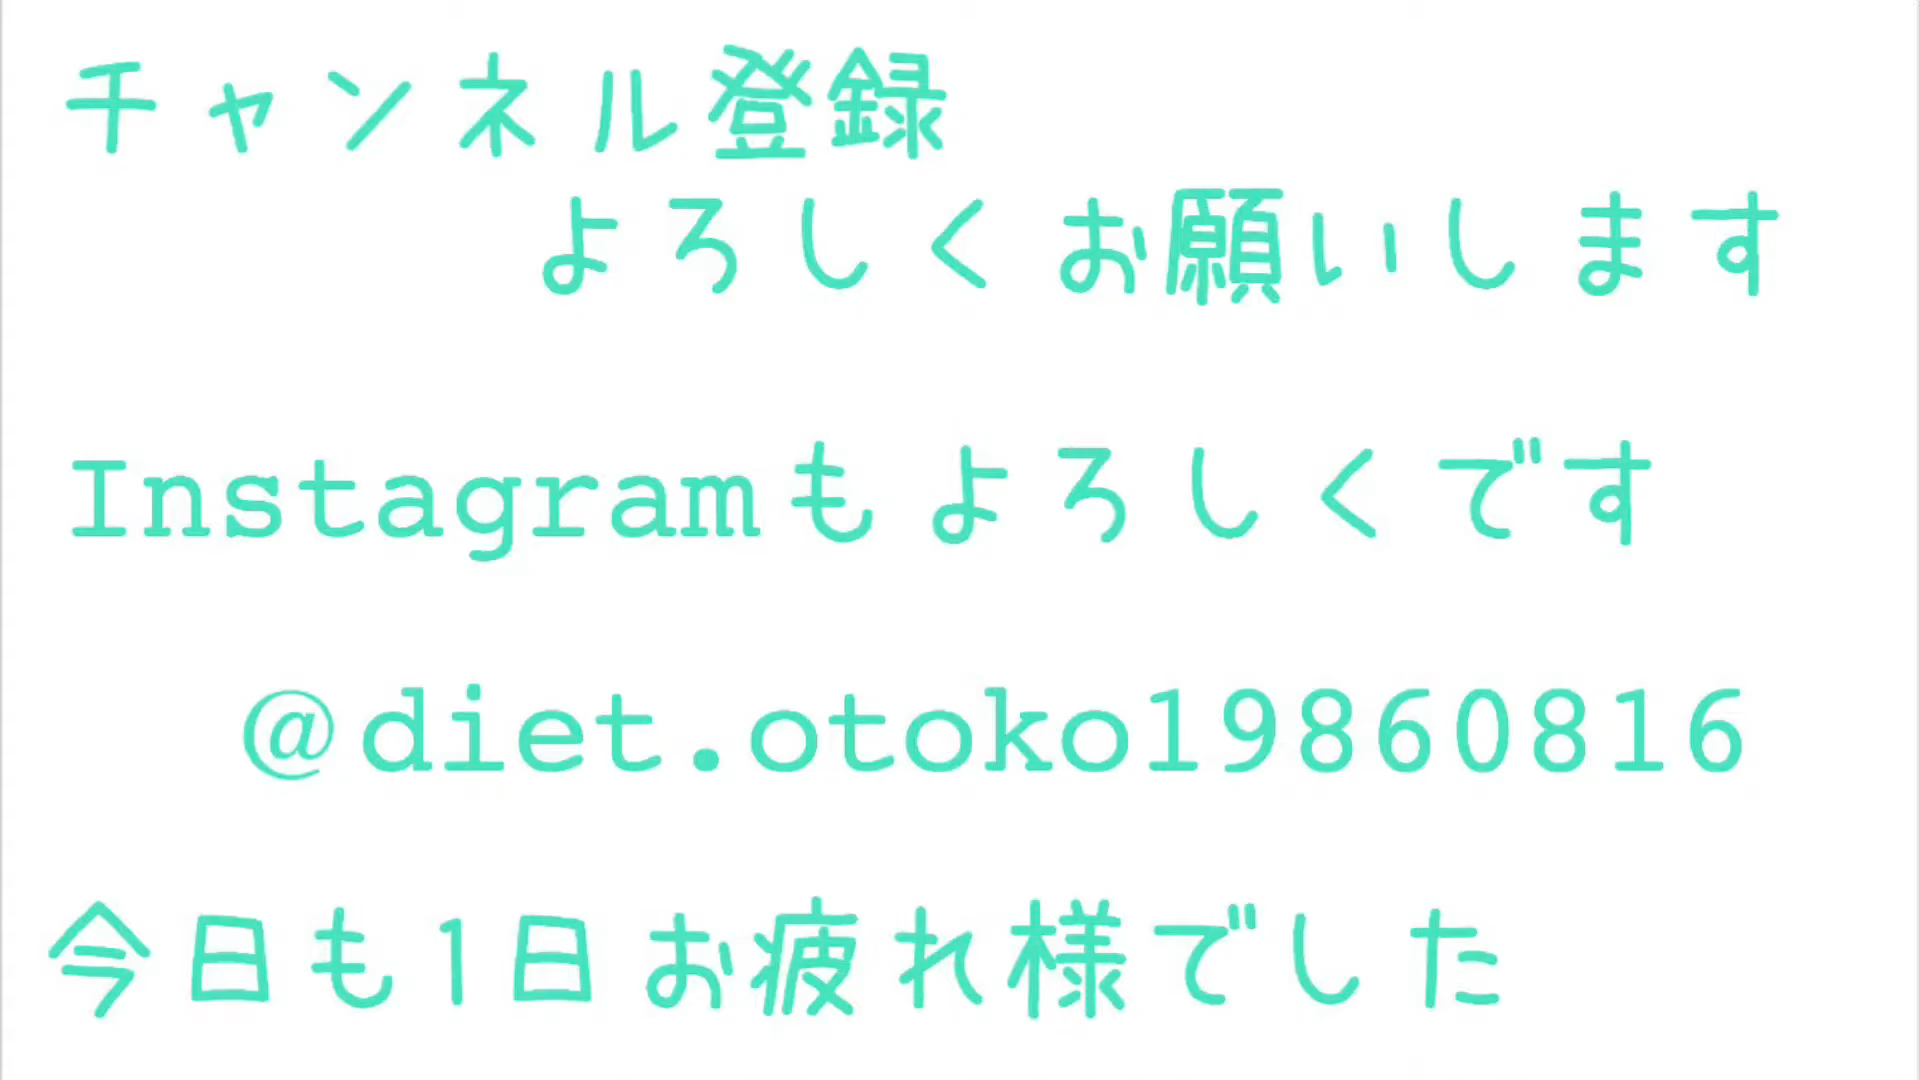 チャンネル登録
よろしくお願いします
Instagramもよろしくです
@diet.otoko19860816
今日も1日お疲れ様でした